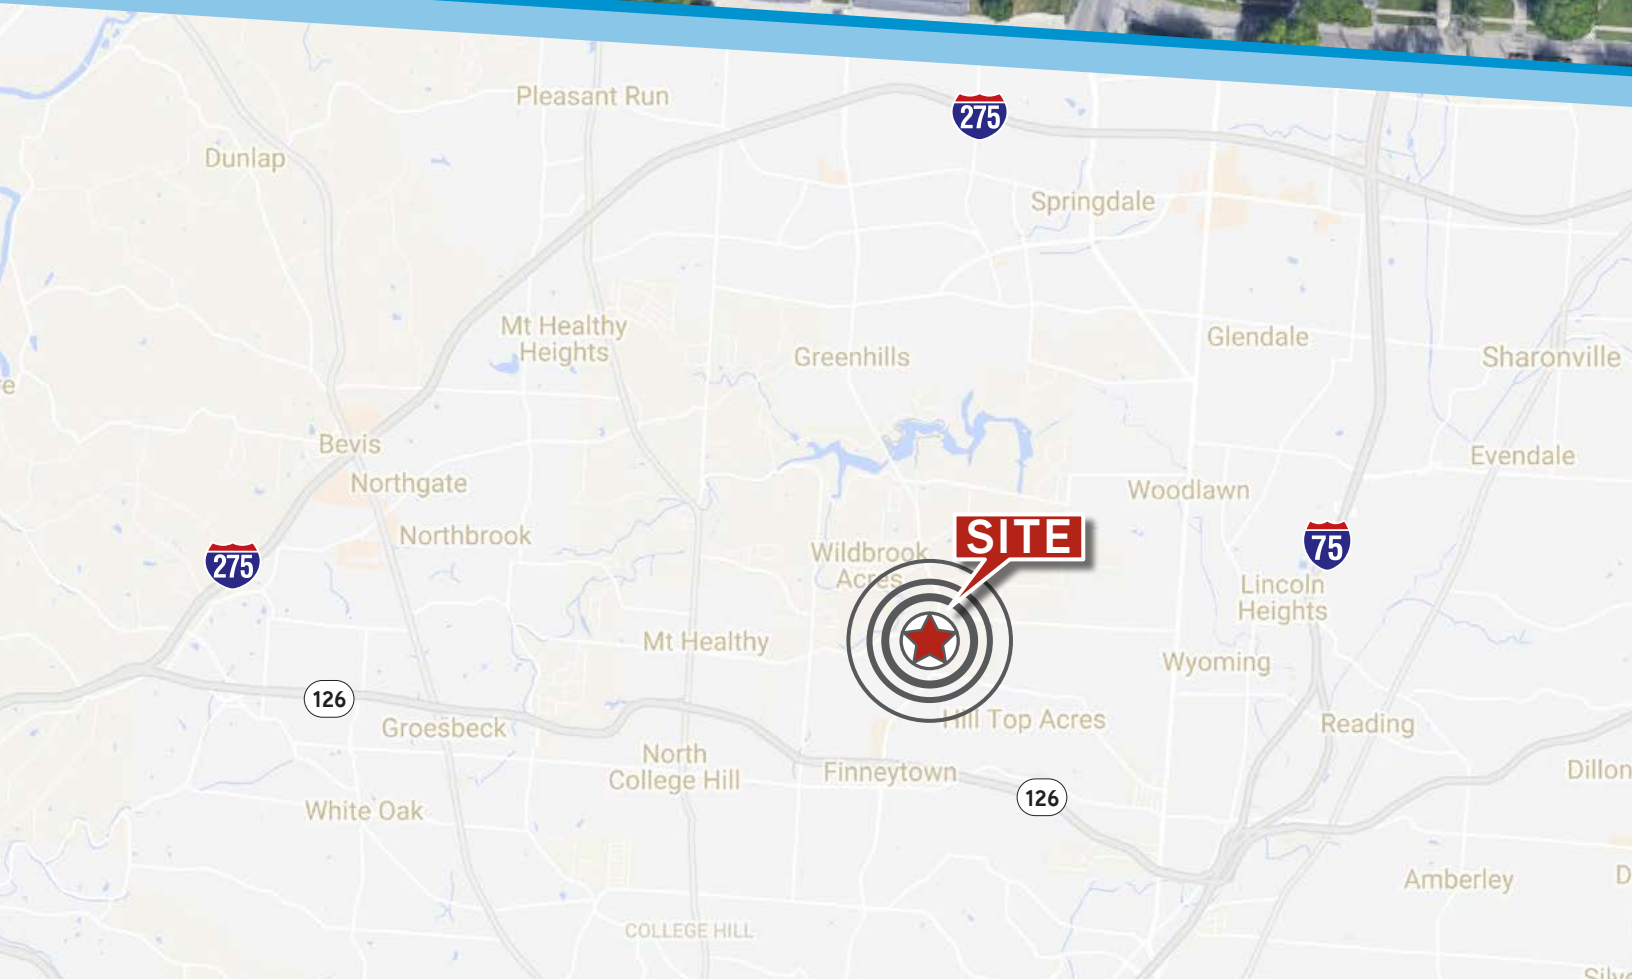 Pleasant Run
275
Dunlap
Springdale
Mt Healthy
Heights
Greenhills
Glendale
Sharonville
re
Bevis
Northgate
Evendale
Woodlawn
Northbrook
SITE
75
275
Wildbrook
Acres
Lincoln
Heights
Mt Healthy
Wyoming
126
Groesbeck
Hill Top Acres
Reading
North
College Hill
Finneytown
Dillon
126
White Oak
Amberley
D
COLLEGE HILL
Silve